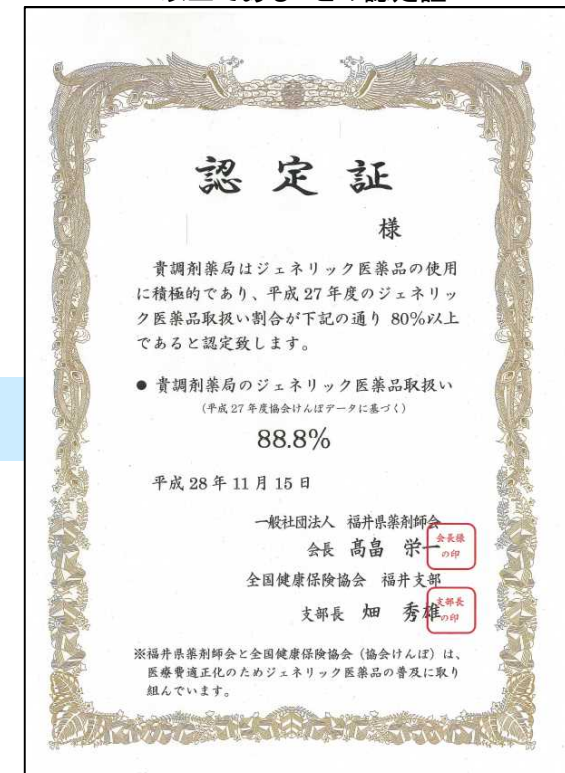 認定証
様
貴調剤薬局はジェネリック医薬品の使用
に積極的であり、平成27年度のジェネリッ
ク医薬品取扱い割合が下記の通り 80%以上
であると認定致します。
● 貴調剤薬局のジェネリック医薬品取扱い
(平成27年度協会けんぽデータに基づく)
88.8%
平成28年11月15日
一般社団法人 福井県薬剤師会
会長 髙畠 栄一
会長様
の印
全国健康保険協会 福井支部
支部長 畑 秀雄
支部長
の印
※福井県薬剤師会と全国健康保険協会(協会けんぽ)は、
医療費適正化のためジェネリック医薬品の普及に取り
組んでいます。